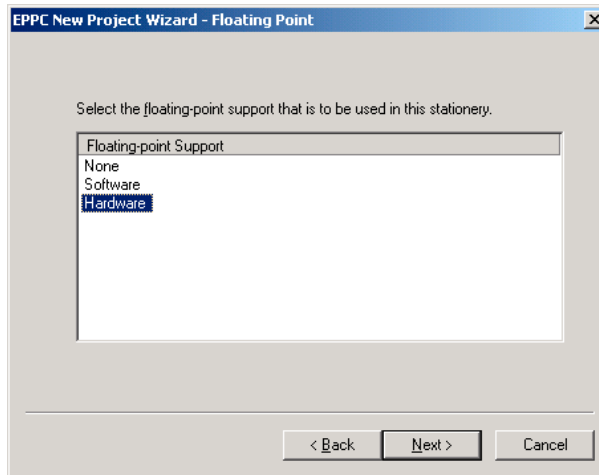 EPPC New Project Wizard - Floating Point
Select the floating-point support that is to be used in this stationery.
Floating-point Support
None
Software
Hardware
< Back
Next >
Cancel